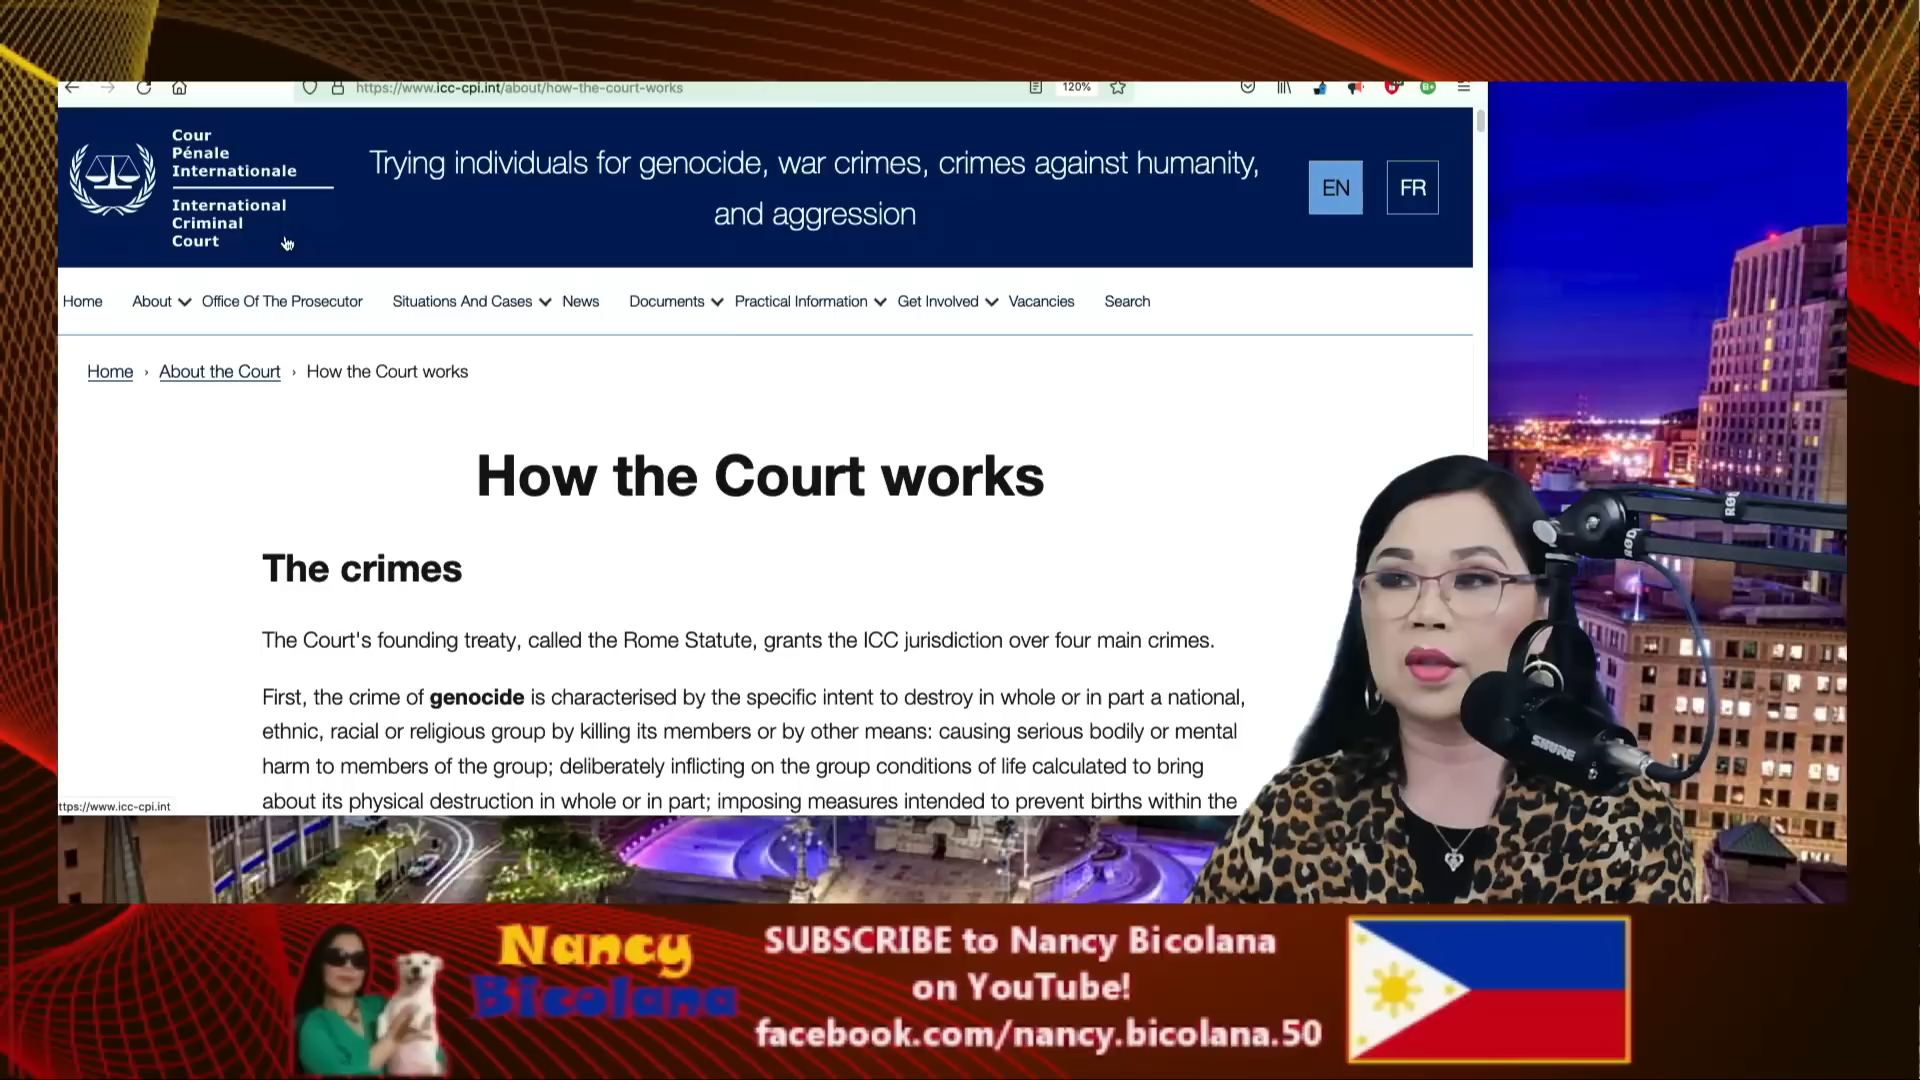 https://www.icc-cpi.int/about/how-the-court-works
120%
Cour
Pénale
Internationale
International
Criminal
Court
Trying individuals for genocide, war crimes, crimes against humanity,
and aggression
EN
FR
Home About Office Of The Prosecutor Situations And Cases News Documents Practical Information Get Involved Vacancies Search
Home › About the Court › How the Court works
How the Court works
The crimes
The Court's founding treaty, called the Rome Statute, grants the ICC jurisdiction over four main crimes.
First, the crime of genocide is characterised by the specific intent to destroy in whole or in part a national,
ethnic, racial or religious group by killing its members or by other means: causing serious bodily or mental
harm to members of the group; deliberately inflicting on the group conditions of life calculated to bring
about its physical destruction in whole or in part; imposing measures intended to prevent births within the
ttps://www.icc-cpi.int
RØDE
SHURE
Nancy
Bicolana
SUBSCRIBE to Nancy Bicolana
on YouTube!
facebook.com/nancy.bicolana.50